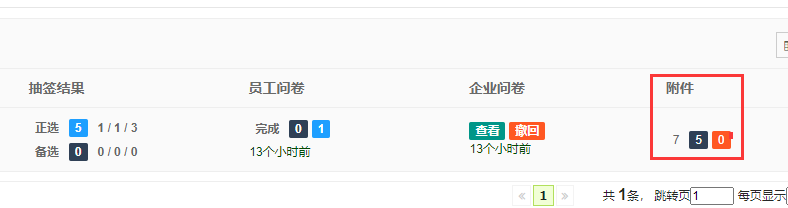 抽签结果 员工问卷 企业问卷 附件
正选 5 1 / 1 / 3 完成 0 1 查看 撤回 7 5 0
备选 0 0 / 0 / 0 13个小时前 13个小时前
« 1 » 共 1条， 跳转页 1 每页显示